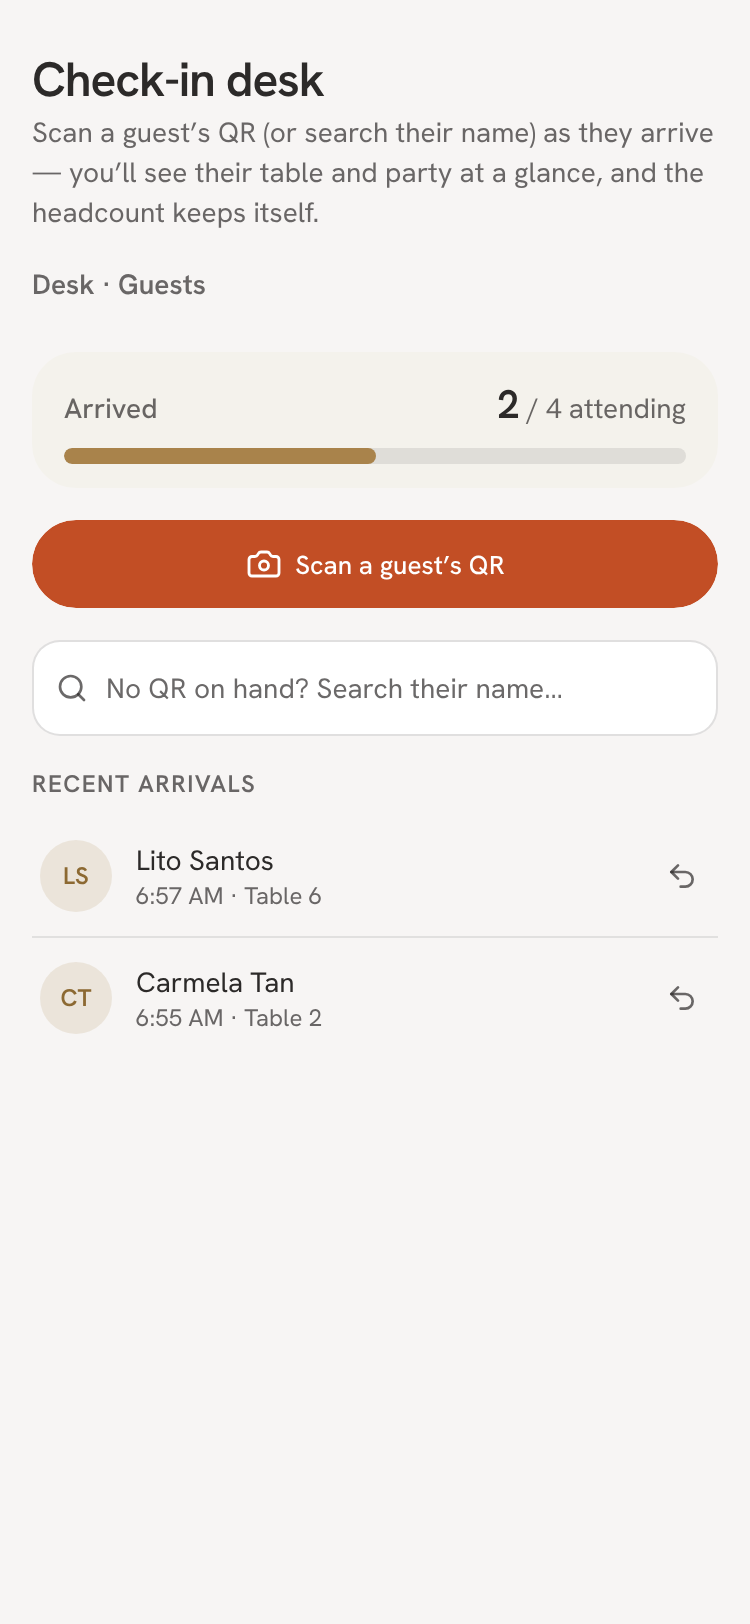 Check-in desk
Scan a guest’s QR (or search their name) as they arrive
— you’ll see their table and party at a glance, and the
headcount keeps itself.
Desk · Guests
Arrived 2 / 4 attending
Scan a guest’s QR
No QR on hand? Search their name…
RECENT ARRIVALS
LS Lito Santos
6:57 AM · Table 6
CT Carmela Tan
6:55 AM · Table 2